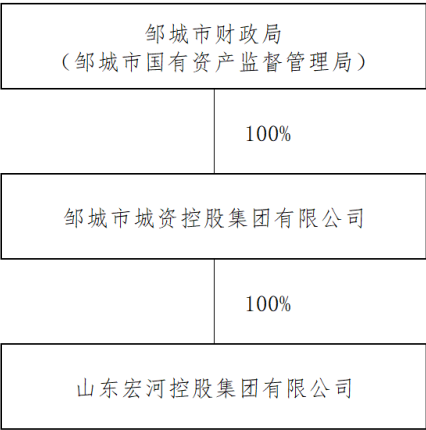 邹城市财政局
（邹城市国有资产监督管理局）
100%
邹城市城资控股集团有限公司
100%
山东宏河控股集团有限公司